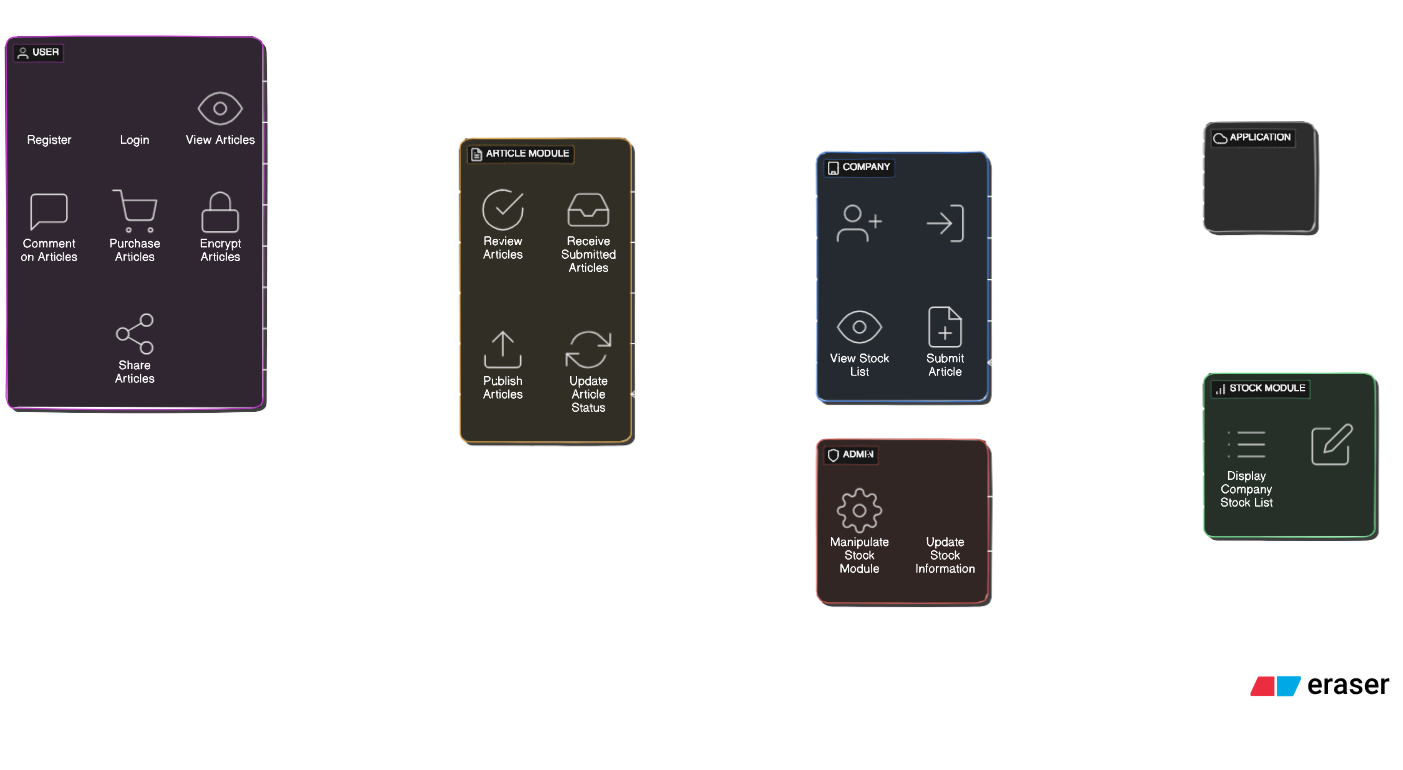 USER
Register
Login
View Articles
Comment
on Articles
Purchase
Articles
Encrypt
Articles
Share
Articles
ARTICLE MODULE
Review
Articles
Receive
Submitted
Articles
Publish
Articles
Update
Article
Status
COMPANY
View Stock
List
Submit
Article
ADMIN
Manipulate
Stock
Module
Update
Stock
Information
APPLICATION
STOCK MODULE
Display
Company
Stock List
eraser